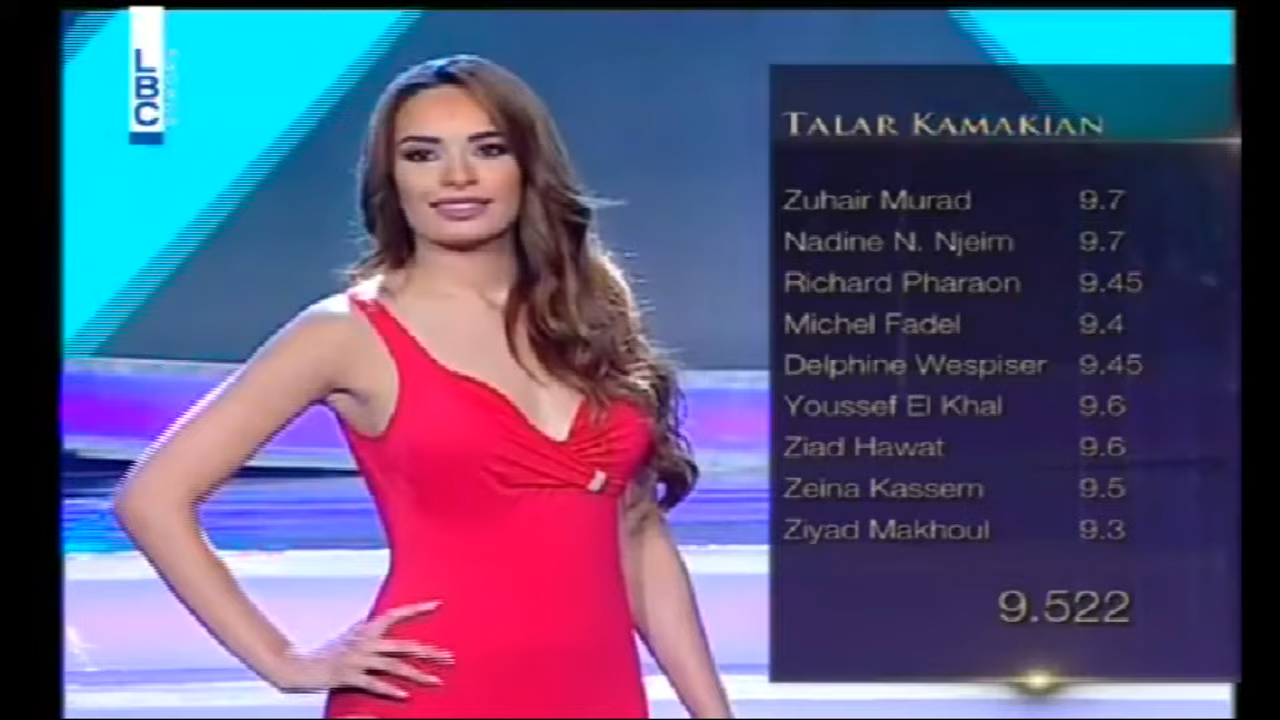 LBC
TALAR KAMAKIAN
Zuhair Murad 9.7
Nadine N. Njeim 9.7
Richard Pharaon 9.45
Michel Fadel 9.4
Delphine Wespiser 9.45
Youssef El Khal 9.6
Ziad Hawat 9.6
Zeina Kassem 9.5
Ziyad Makhoul 9.3
9.522